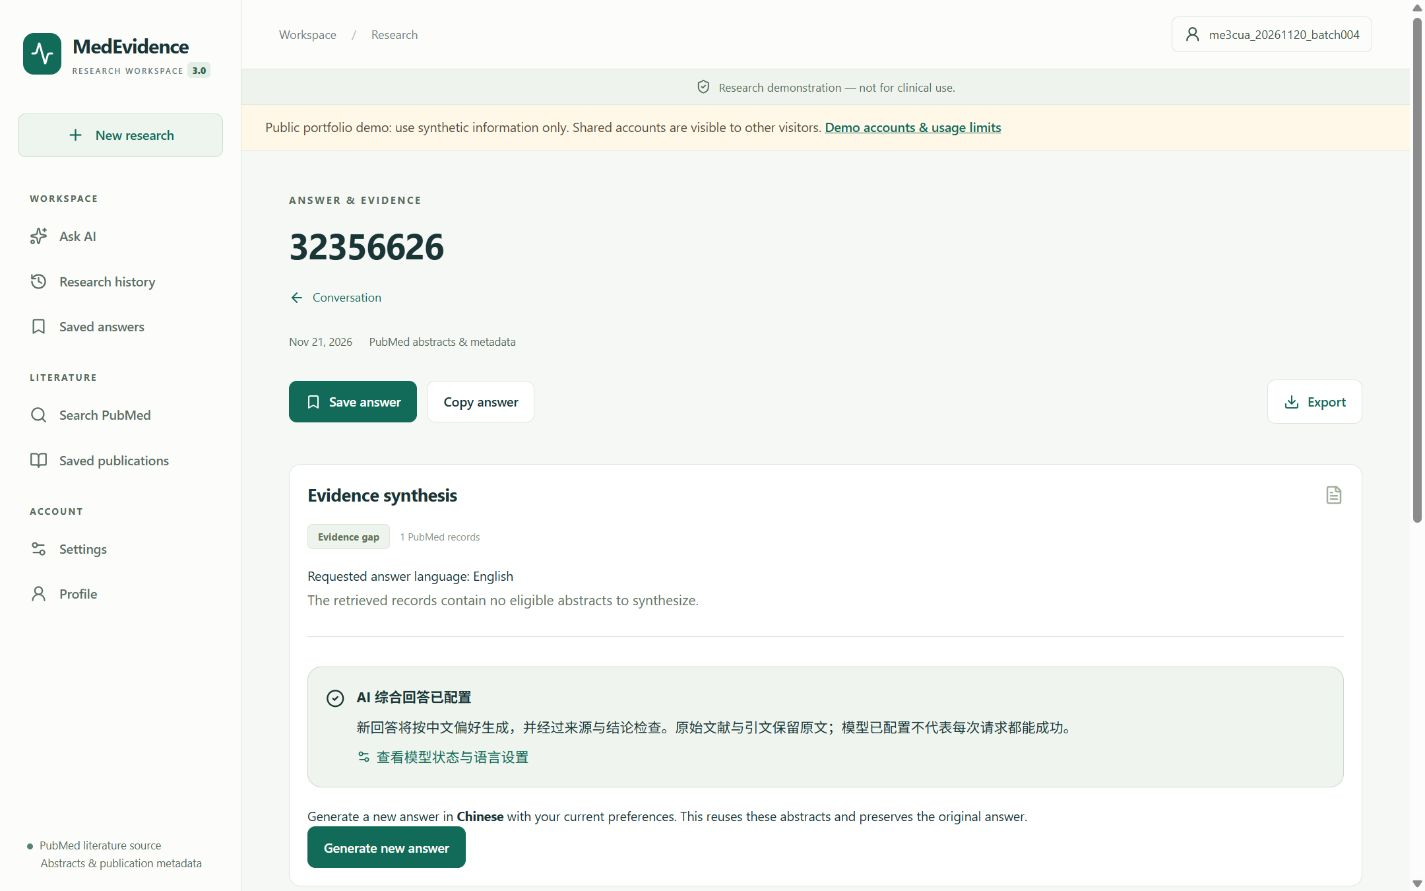 MedEvidence
RESEARCH WORKSPACE 3.0
New research
WORKSPACE
Ask AI
Research history
Saved answers
LITERATURE
Search PubMed
Saved publications
ACCOUNT
Settings
Profile
PubMed literature source
Abstracts & publication metadata
Workspace / Research
me3cua_20261120_batch004
Research demonstration — not for clinical use.
Public portfolio demo: use synthetic information only. Shared accounts are visible to other visitors. Demo accounts & usage limits
ANSWER & EVIDENCE
32356626
Conversation
Nov 21, 2026 PubMed abstracts & metadata
Save answer
Copy answer
Export
Evidence synthesis
Evidence gap 1 PubMed records
Requested answer language: English
The retrieved records contain no eligible abstracts to synthesize.
AI 综合回答已配置
新回答将按中文偏好生成，并经过来源与结论检查。原始文献与引文保留原文；模型已配置不代表每次请求都能成功。
查看模型状态与语言设置
Generate a new answer in Chinese with your current preferences. This reuses these abstracts and preserves the original answer.
Generate new answer